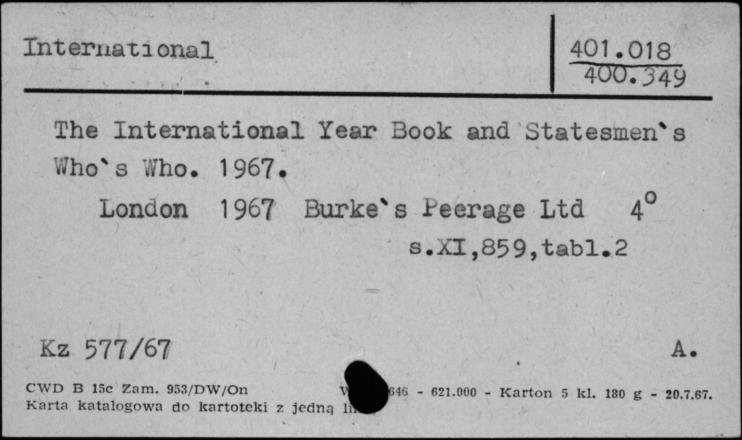 International
401.018
400.349
The International Year Book and Statesmen`s
Who`s Who. 1967.
London 1967 Burke`s Peerage Ltd 4°
s.XI,859,tabl.2
Kz 577/67 A.
CWD B 15c Zam. 953/DW/On 646 - 621.000 - Karton 5 kl. 180 g - 20.7.67.
Karta katalogowa do kartoteki z jedną